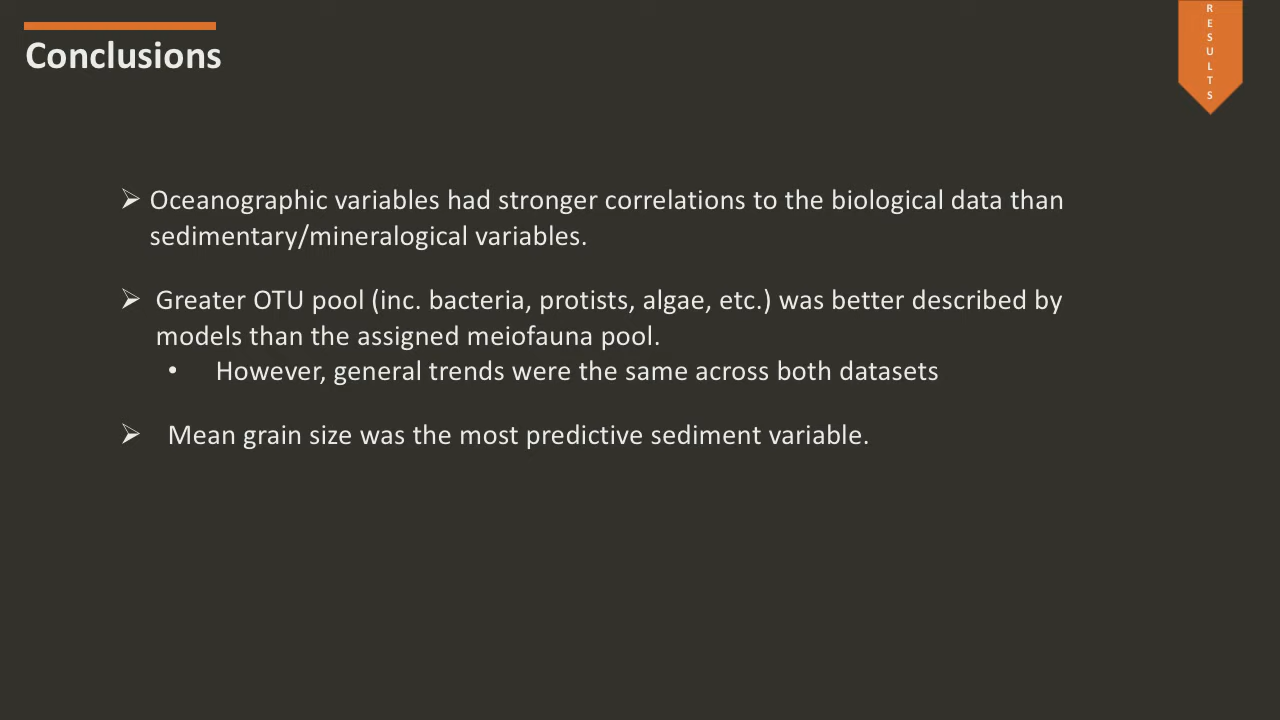 Conclusions
RESULTS
➢ Oceanographic variables had stronger correlations to the biological data than
sedimentary/mineralogical variables.
➢ Greater OTU pool (inc. bacteria, protists, algae, etc.) was better described by
models than the assigned meiofauna pool.
• However, general trends were the same across both datasets
➢ Mean grain size was the most predictive sediment variable.